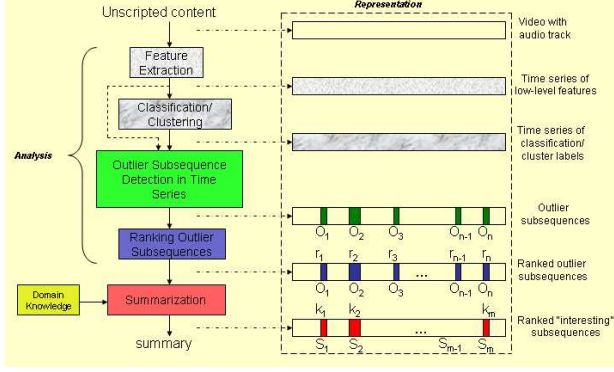 Unscripted content
Representation
Video with
audio track
Feature
Extraction
Time series of
low-level features
Classification/
Clustering
Time series of
classification/
cluster labels
Analysis
Outlier Subsequence
Detection in Time
Series
Outlier
subsequences
O1 O2 O3 On-1 On
Ranking Outlier
Subsequences
r1 r2 r3 rn-1 rn
...
Ranked outlier
subsequences
O1 O2 O3 On-1 On
Domain
Knowledge
Summarization
k1 k2 km
...
Ranked "interesting"
subsequences
S1 S2 Sm-1 Sm
summary